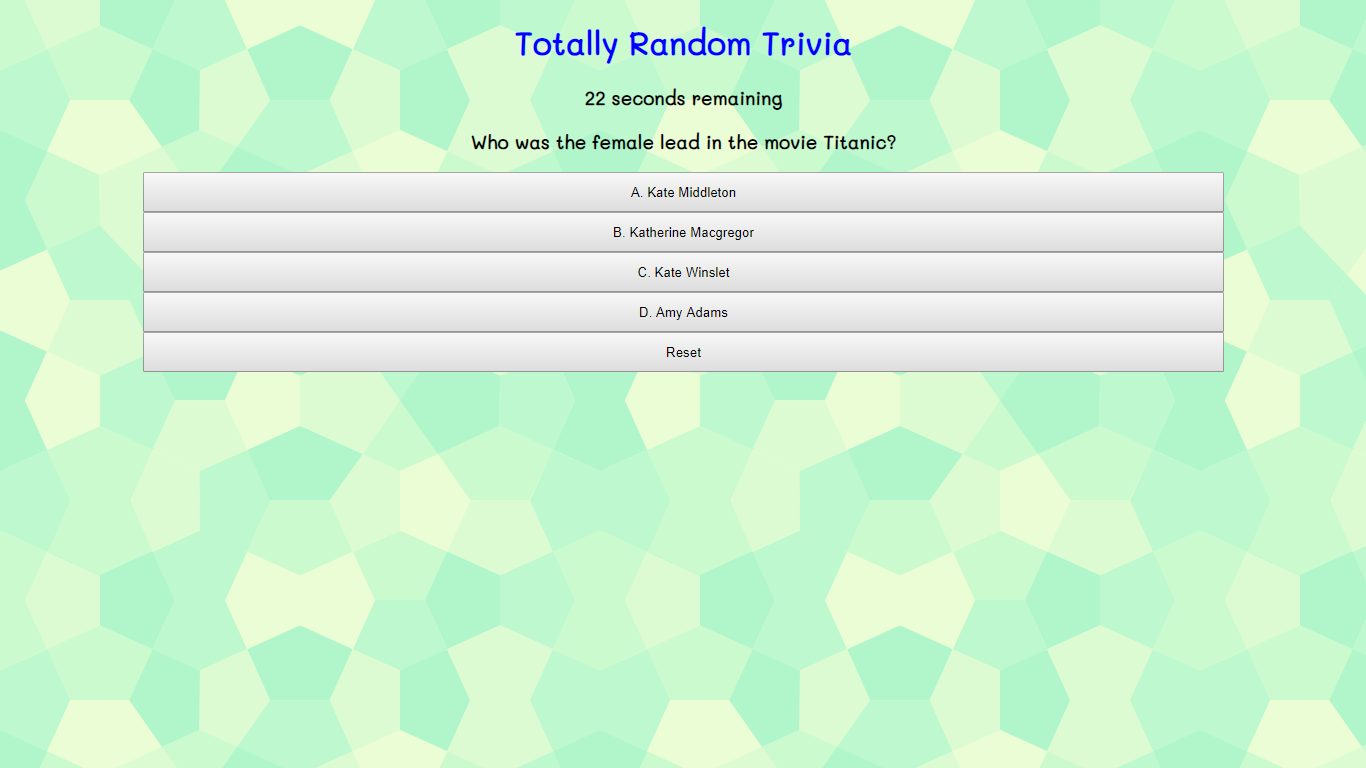 Totally Random Trivia
22 seconds remaining
Who was the female lead in the movie Titanic?
A. Kate Middleton
B. Katherine Macgregor
C. Kate Winslet
D. Amy Adams
Reset